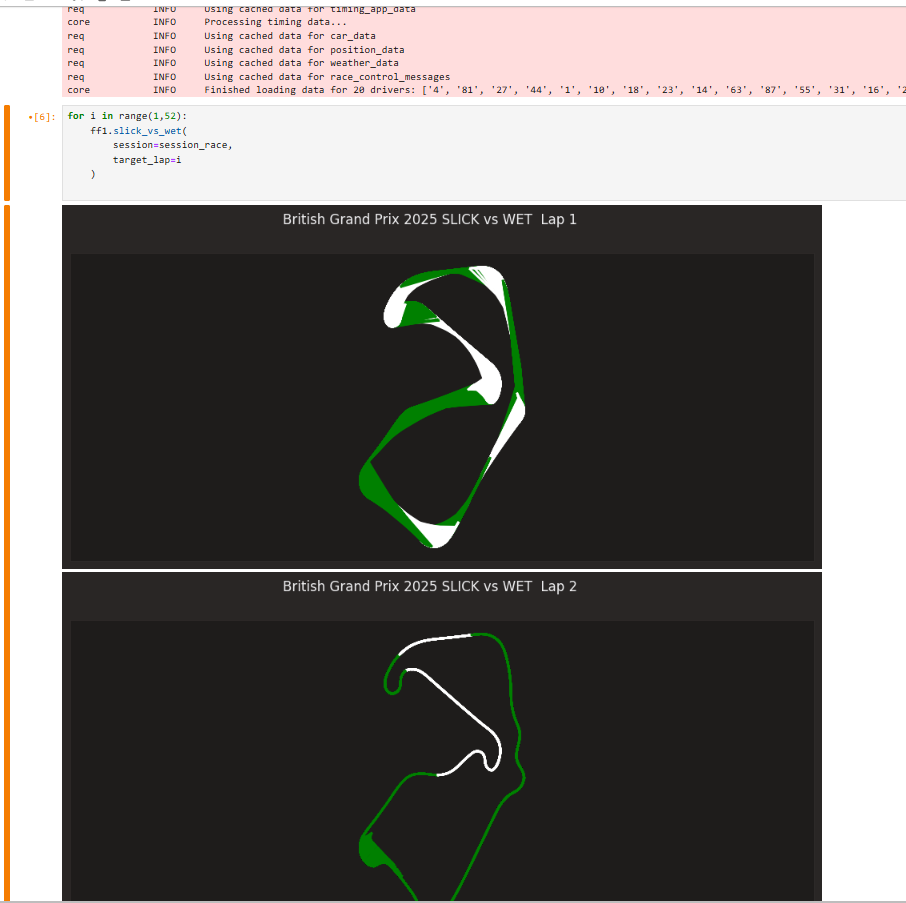 req INFO Using cached data for timing_app_data
core INFO Processing timing data...
req INFO Using cached data for car_data
req INFO Using cached data for position_data
req INFO Using cached data for weather_data
req INFO Using cached data for race_control_messages
core INFO Finished loading data for 20 drivers: ['4', '81', '27', '44', '1', '10', '18', '23', '14', '63', '87', '55', '31', '16', '2
•[6]: for i in range(1,52):
ff1.slick_vs_wet(
session=session_race,
target_lap=i
)
British Grand Prix 2025 SLICK vs WET Lap 1
British Grand Prix 2025 SLICK vs WET Lap 2